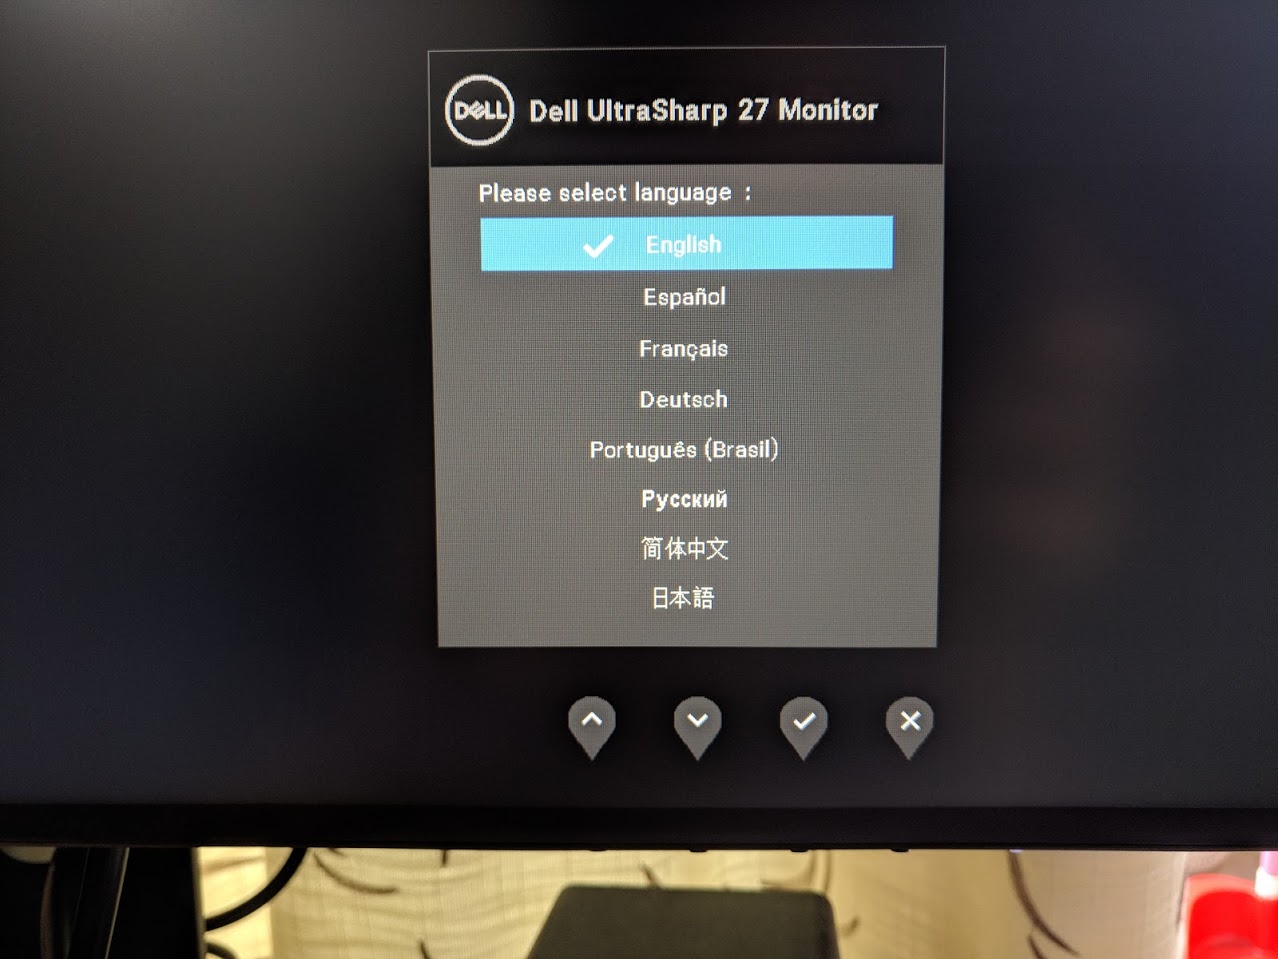 DELL Dell UltraSharp 27 Monitor
Please select language :
English
Español
Français
Deutsch
Português (Brasil)
Русский
简体中文
日本語